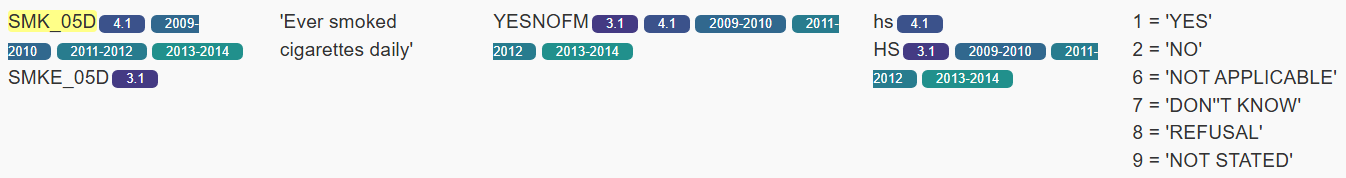 SMK_05D 4.1 2009-
2010 2011-2012 2013-2014
SMKE_05D 3.1
'Ever smoked
cigarettes daily'
YESNOFM 3.1 4.1 2009-2010 2011-
2012 2013-2014
hs 4.1
HS 3.1 2009-2010 2011-
2012 2013-2014
1 = 'YES'
2 = 'NO'
6 = 'NOT APPLICABLE'
7 = 'DON''T KNOW'
8 = 'REFUSAL'
9 = 'NOT STATED'